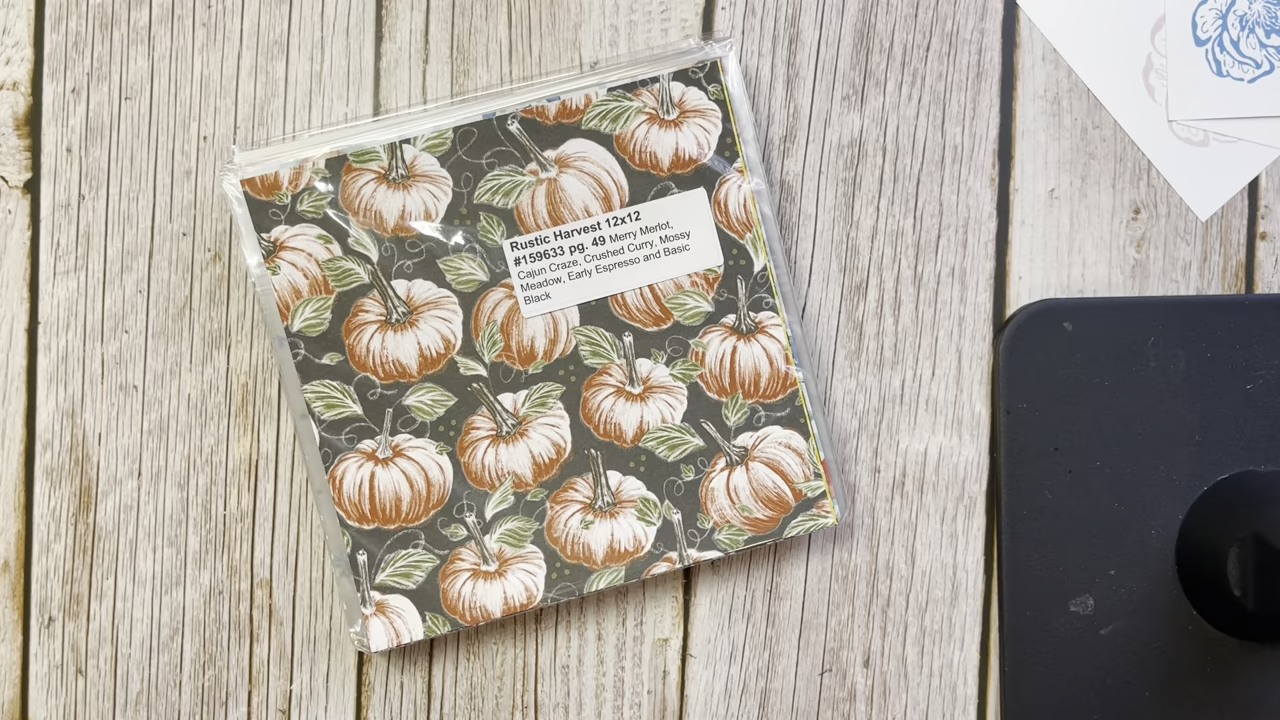 Rustic Harvest 12x12
#159633 pg. 49 Merry Merlot,
Cajun Craze, Crushed Curry, Mossy
Meadow, Early Espresso and Basic
Black